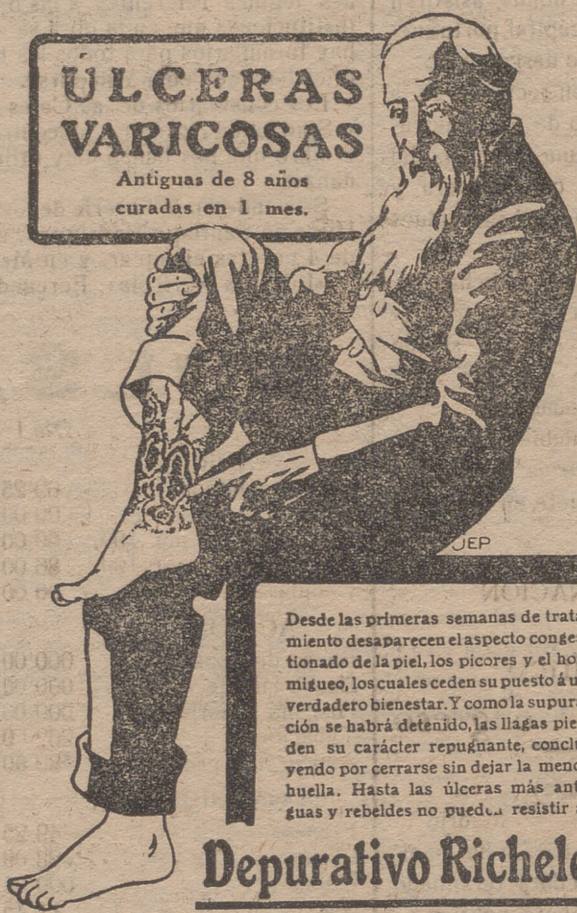 ÚLCERAS
VARICOSAS
Antiguas de 8 años
curadas en 1 mes.
JEP
Desde las primeras semanas de trata
miento desaparecen el aspecto conges
tionado de la piel, los picores y el ho
migueo, los cuales ceden su puesto á u
verdadero bienestar. Y como la supura
ción se habrá detenido, las llagas pie
den su carácter repugnante, conclu
yendo por cerrarse sin dejar la meno
huella. Hasta las úlceras más ant
guas y rebeldes no pueden resistir
Depurativo Richele